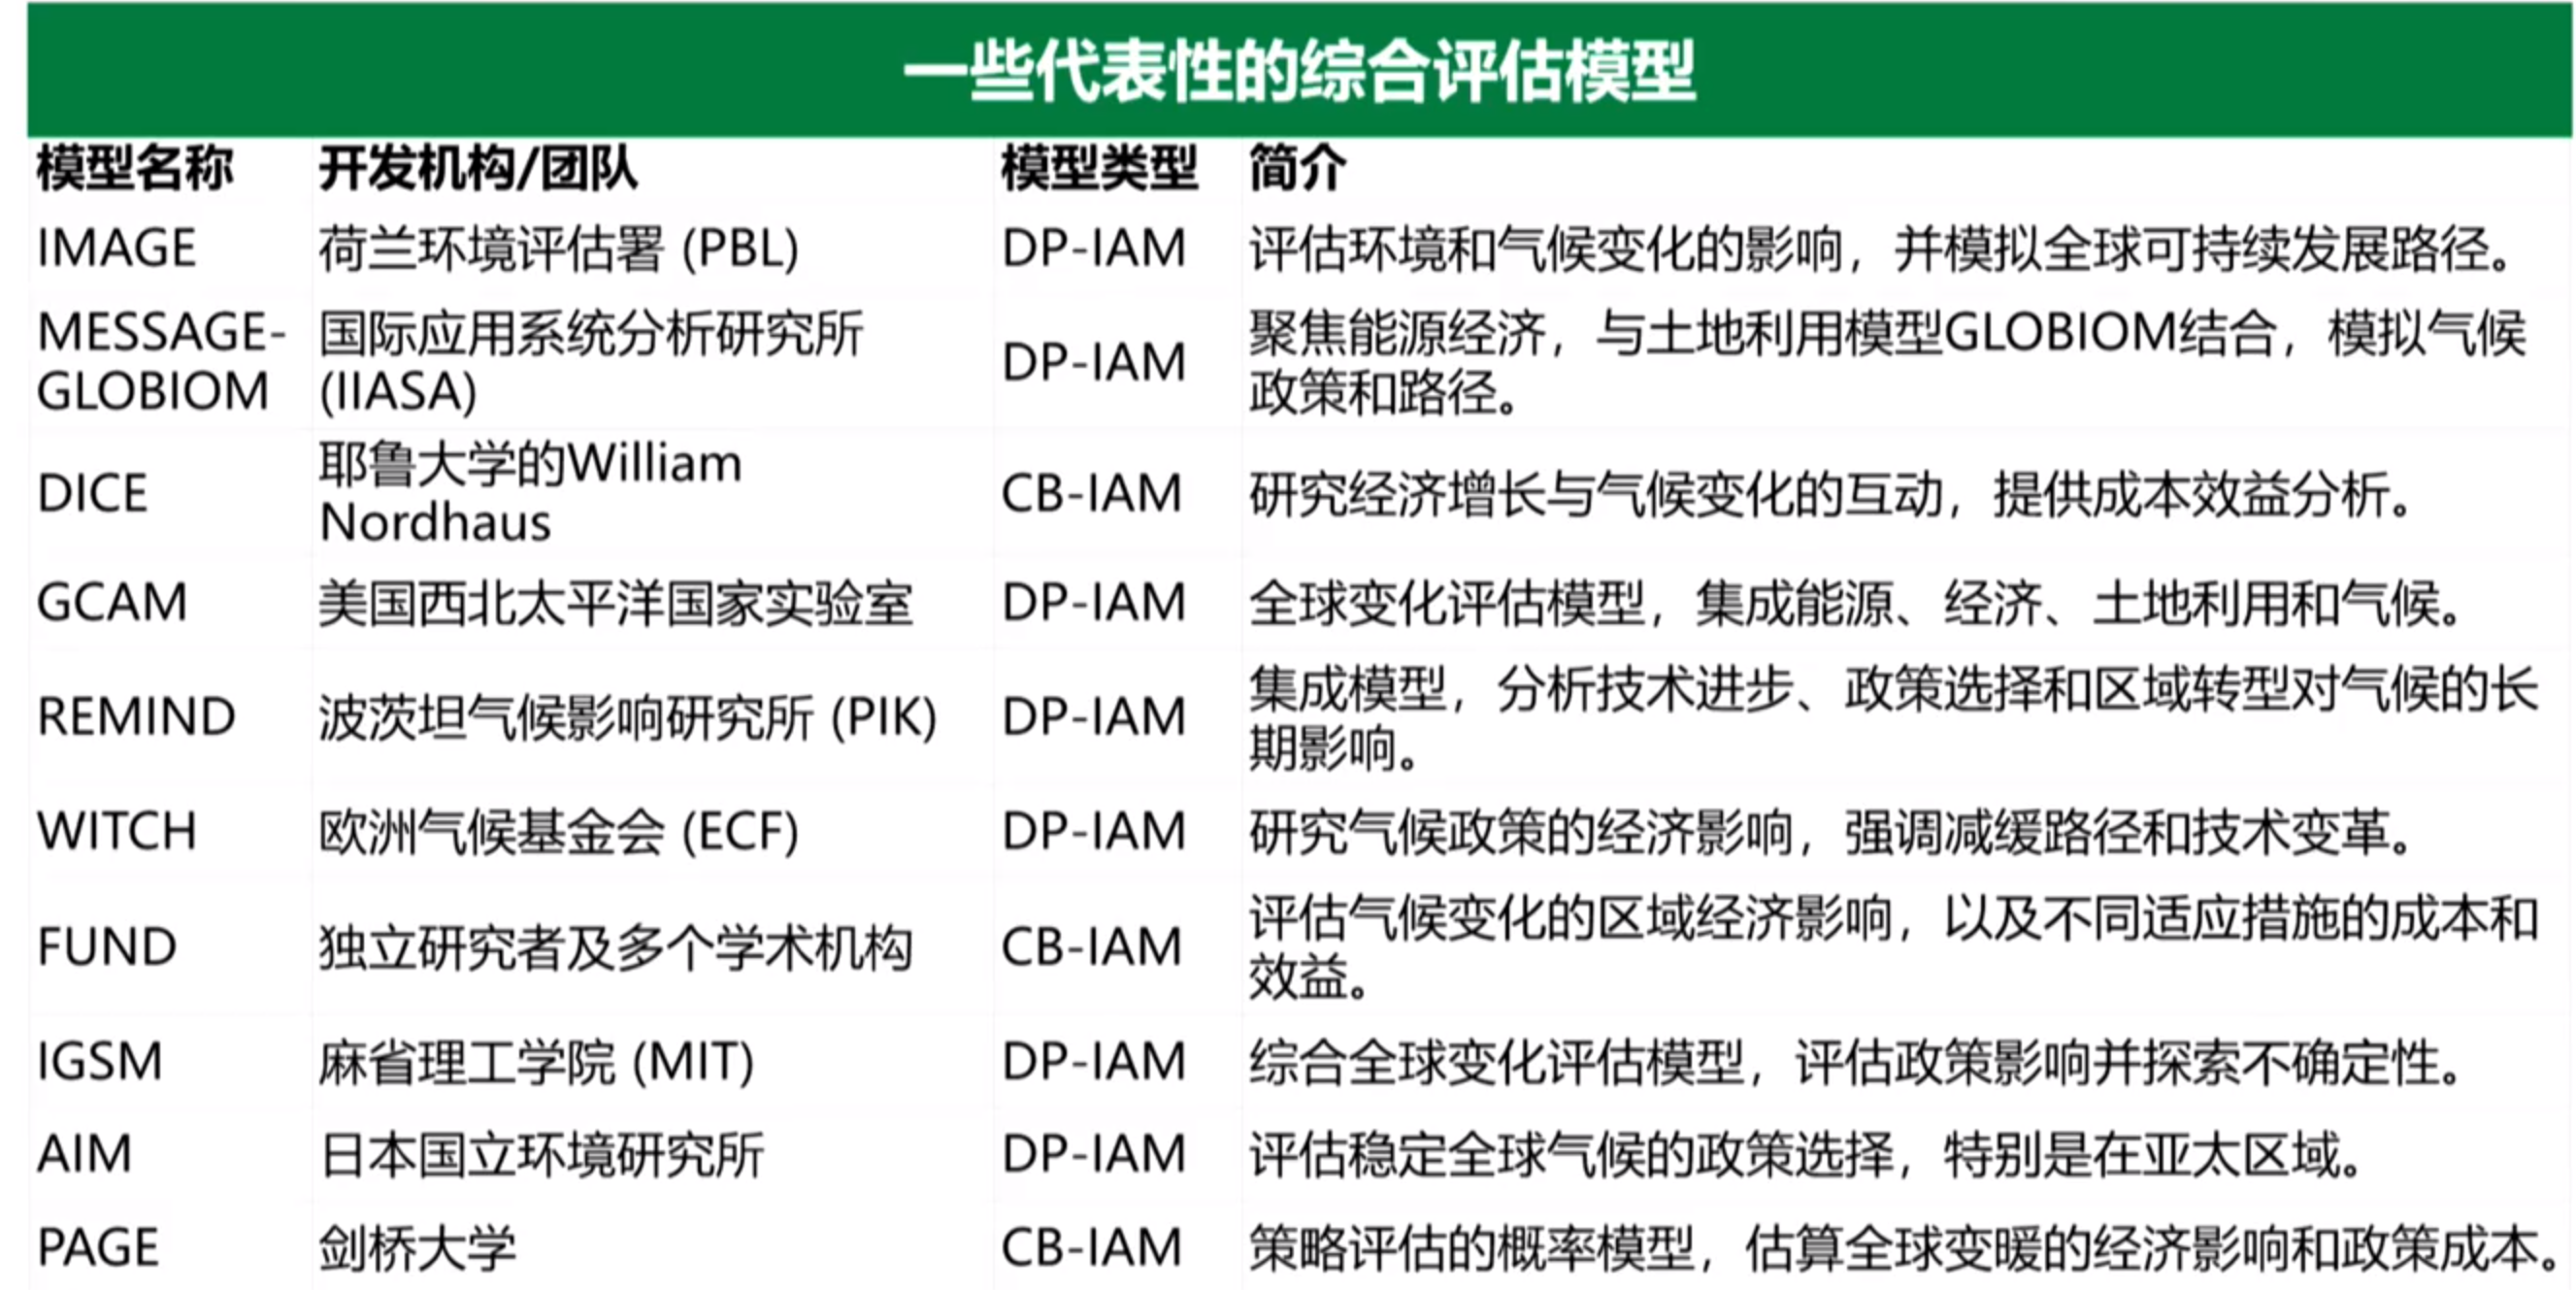 一些代表性的综合评估模型
模型名称 开发机构/团队 模型类型 简介
IMAGE 荷兰环境评估署 (PBL) DP-IAM 评估环境和气候变化的影响，并模拟全球可持续发展路径。
MESSAGE-
GLOBIOM
国际应用系统分析研究所
(IIASA)
DP-IAM
聚焦能源经济，与土地利用模型GLOBIOM结合，模拟气候
政策和路径。
DICE
耶鲁大学的William
Nordhaus
CB-IAM
研究经济增长与气候变化的互动，提供成本效益分析。
GCAM 美国西北太平洋国家实验室 DP-IAM 全球变化评估模型，集成能源、经济、土地利用和气候。
REMIND 波茨坦气候影响研究所 (PIK) DP-IAM
集成模型，分析技术进步、政策选择和区域转型对气候的长
期影响。
WITCH 欧洲气候基金会 (ECF) DP-IAM 研究气候政策的经济影响，强调减缓路径和技术变革。
FUND 独立研究者及多个学术机构 CB-IAM
评估气候变化的区域经济影响，以及不同适应措施的成本和
效益。
IGSM 麻省理工学院 (MIT) DP-IAM 综合全球变化评估模型，评估政策影响并探索不确定性。
AIM 日本国立环境研究所 DP-IAM 评估稳定全球气候的政策选择，特别是在亚太区域。
PAGE 剑桥大学 CB-IAM 策略评估的概率模型，估算全球变暖的经济影响和政策成本。